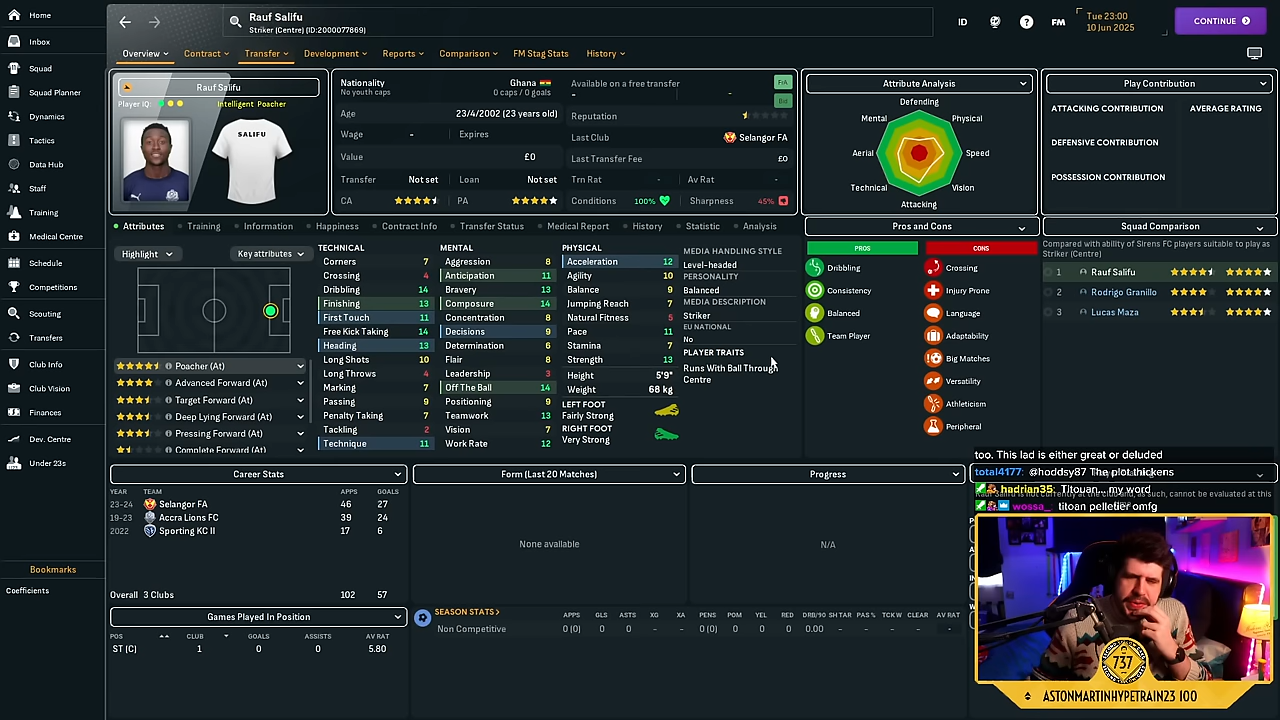 Home
Inbox
Squad
Squad Planner
Dynamics
Tactics
Data Hub
Staff
Training
Medical Centre
Schedule
Competitions
Scouting
Transfers
Club Info
Club Vision
Finances
Dev. Centre
Under 23s
Bookmarks
Coefficients
Rauf Salifu
Striker (Centre) (ID:2000077869)
ID
FM
Tue 23:00
10 Jun 2025
CONTINUE
Overview
Contract
Transfer
Development
Reports
Comparison
FM Stag Stats
History
Rauf Salifu
Player IQ:
Intelligent Poacher
SALIFU
Nationality
No youth caps
Ghana
0 caps / 0 goals
Age
23/4/2002 (23 years old)
Wage
-
Expires
Value
£0
Transfer
Not set
Loan
Not set
CA
PA
Available on a free transfer
-
-
FrA
Bid
Reputation
Last Club
Selangor FA
Last Transfer Fee
£0
Trn Rat
-
Av Rat
-
Conditions
100%
Sharpness
45%
Attribute Analysis
Defending
Mental
Physical
Aerial
Speed
Technical
Vision
Attacking
Play Contribution
ATTACKING CONTRIBUTION
AVERAGE RATING
DEFENSIVE CONTRIBUTION
POSSESSION CONTRIBUTION
Attributes
Training
Information
Happiness
Contract Info
Transfer Status
Medical Report
History
Statistic
Analysis
Highlight
Key attributes
Poacher (At)
Advanced Forward (At)
Target Forward (At)
Deep Lying Forward (At)
Pressing Forward (At)
Complete Forward (At)
TECHNICAL
Corners 7
Crossing 4
Dribbling 14
Finishing 13
First Touch 11
Free Kick Taking 14
Heading 13
Long Shots 10
Long Throws 4
Marking 7
Passing 9
Penalty Taking 7
Tackling 2
Technique 11
MENTAL
Aggression 8
Anticipation 11
Bravery 13
Composure 14
Concentration 8
Decisions 9
Determination 6
Flair 8
Leadership 3
Off The Ball 14
Positioning 9
Teamwork 13
Vision 7
Work Rate 12
PHYSICAL
Acceleration 12
Agility 10
Balance 9
Jumping Reach 7
Natural Fitness 5
Pace 11
Stamina 7
Strength 13
Height 5'9"
Weight 68 kg
LEFT FOOT
Fairly Strong
RIGHT FOOT
Very Strong
MEDIA HANDLING STYLE
Level-headed
PERSONALITY
Balanced
MEDIA DESCRIPTION
Striker
EU NATIONAL
No
PLAYER TRAITS
Runs With Ball Through
Centre
Pros and Cons
PROS
CONS
Dribbling
Consistency
Balanced
Team Player
Crossing
Injury Prone
Language
Adaptability
Big Matches
Versatility
Athleticism
Peripheral
Squad Comparison
Compared with ability of Sirens FC players suitable to play as
Striker (Centre)
1 Rauf Salifu
2 Rodrigo Granillo
3 Lucas Maza
Career Stats
YEAR TEAM APPS GOALS
23-24 Selangor FA 46 27
19-23 Accra Lions FC 39 24
2022 Sporting KC II 17 6
Overall 3 Clubs 102 57
Form (Last 20 Matches)
None available
Progress
N/A
Games Played In Position
POS CLUB GOALS ASSISTS AV RAT
ST (C) 1 0 0 5.80
SEASON STATS >
APPS GLS ASTS XG XA PENS POM YEL RED DRB/90 SH TAR PAS % TCK W CLEAR AV RAT
Non Competitive 0 (0) 0 0 - - 0 (0) 0 0 0 0.00 - - - - -
too. This lad is either great or deluded
total4177: @hoddsy87 The plot thickens
hadrian35: Titouan... my word
wossa_: titoan pelletier omfg
737
ASTONMARTINHYPETRAIN23 100